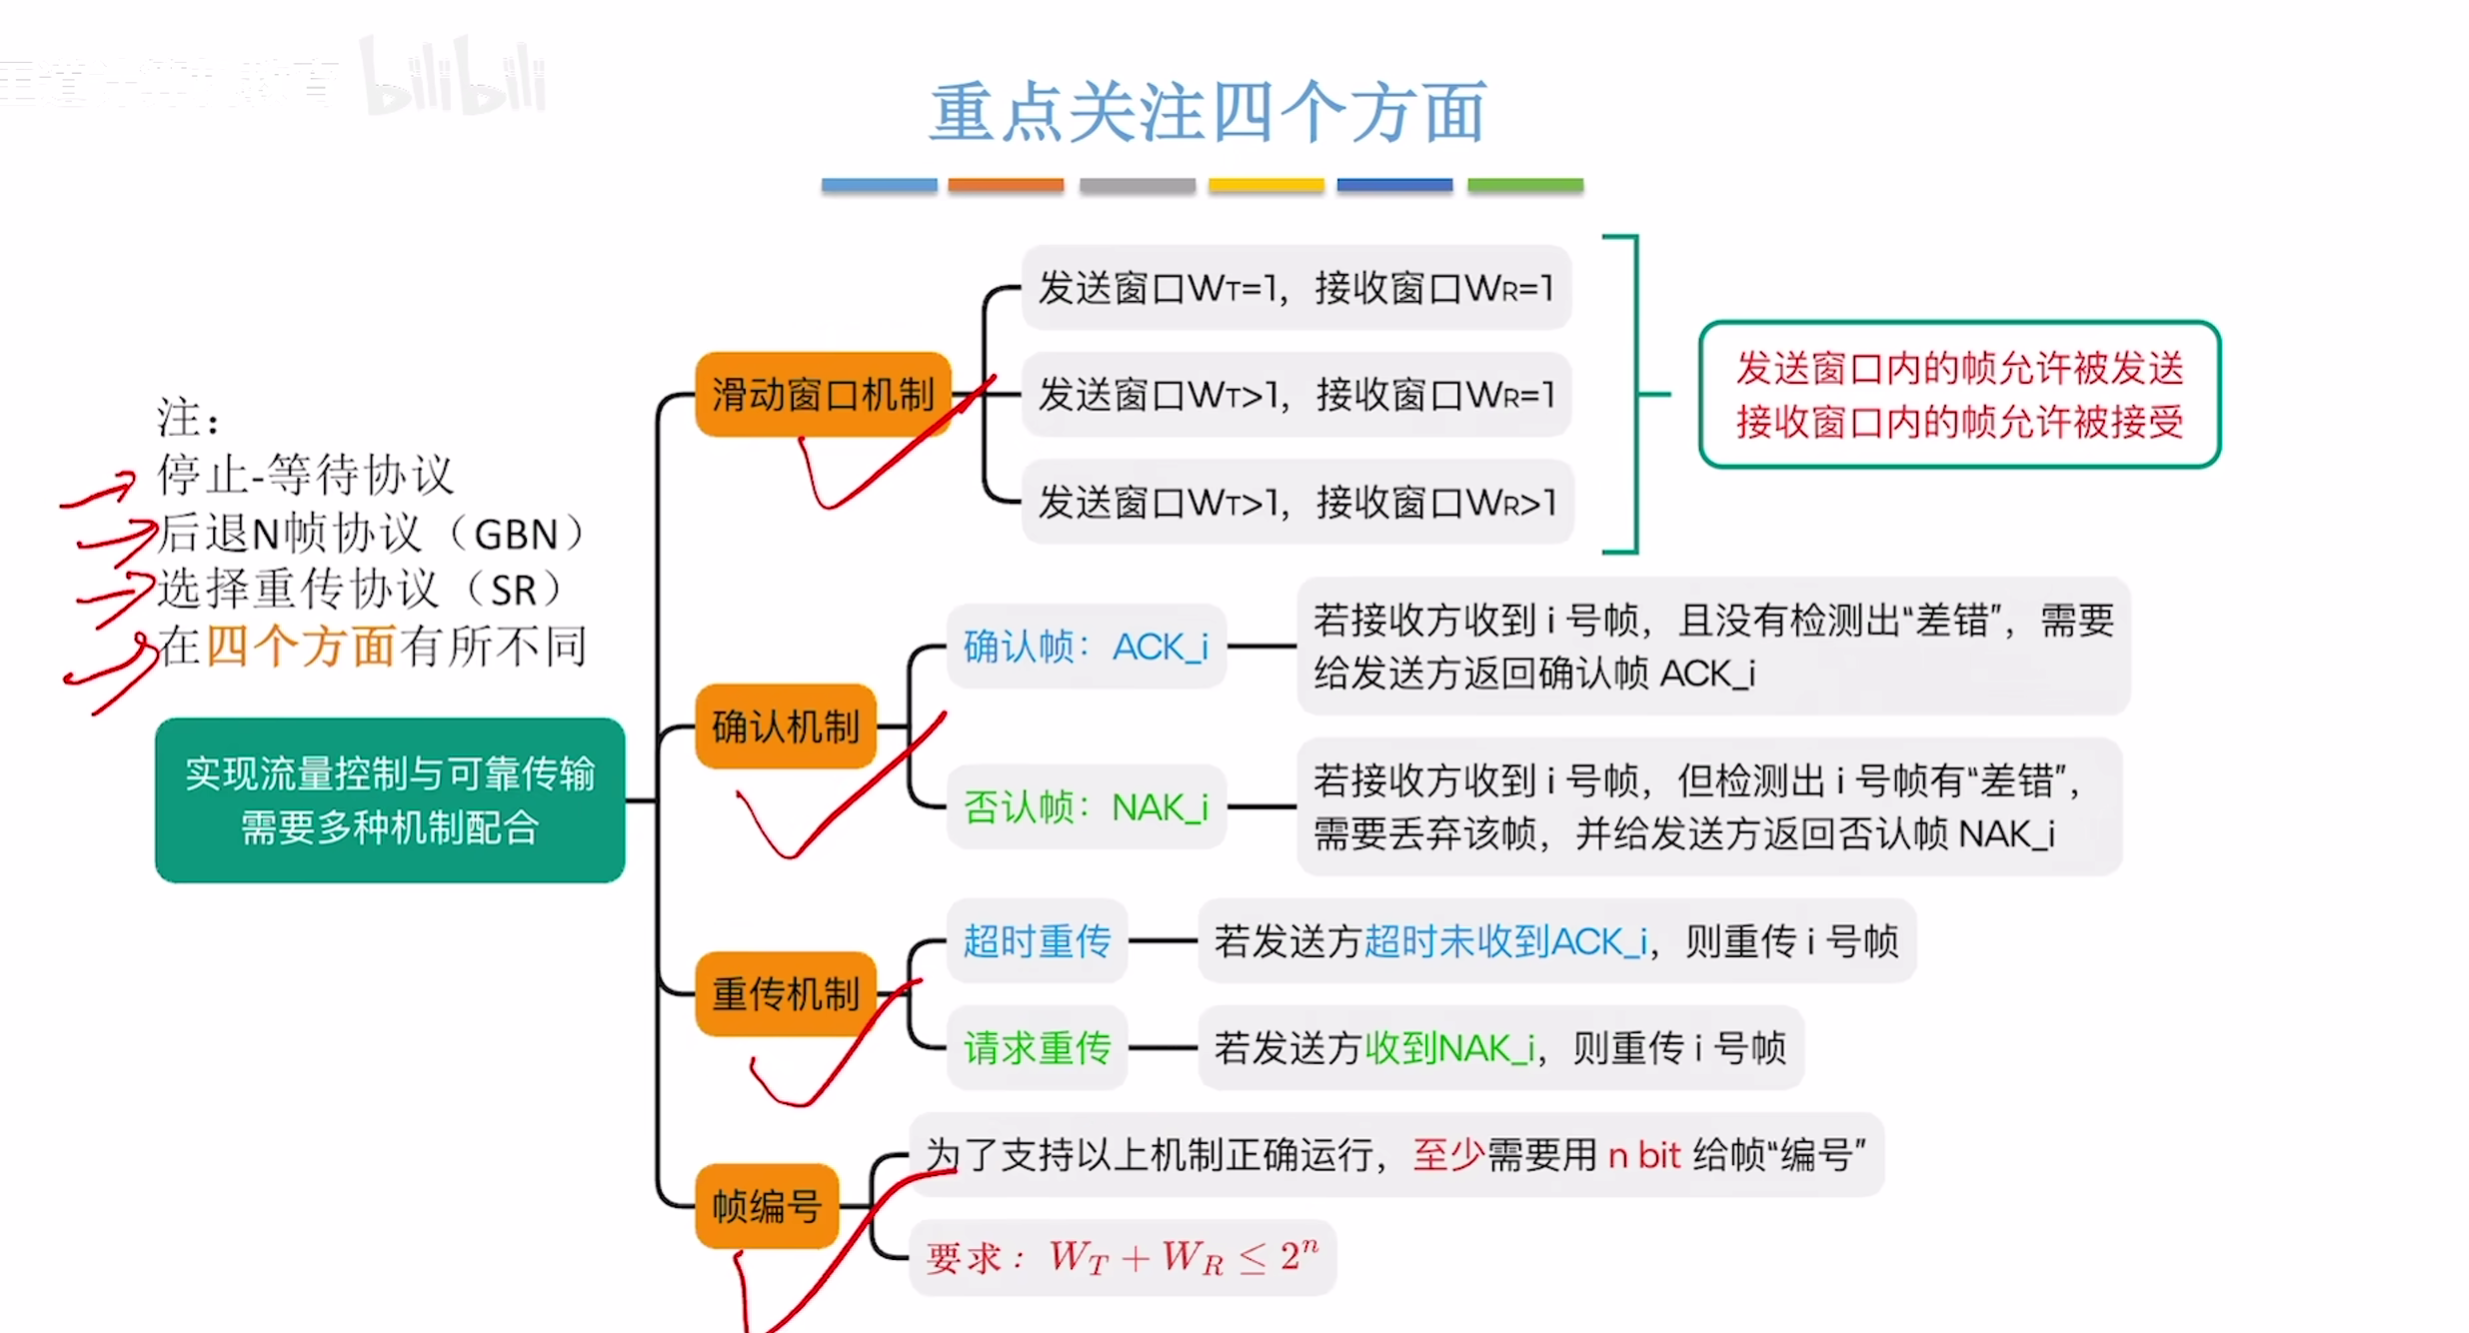 bilibili
重点关注四个方面
注：
停止-等待协议
后退N帧协议（GBN）
选择重传协议（SR）
在四个方面有所不同
实现流量控制与可靠传输
需要多种机制配合
滑动窗口机制
发送窗口WT=1，接收窗口WR=1
发送窗口WT>1，接收窗口WR=1
发送窗口WT>1，接收窗口WR>1
发送窗口内的帧允许被发送
接收窗口内的帧允许被接受
确认机制
确认帧：ACK_i
若接收方收到 i 号帧，且没有检测出“差错”，需要
给发送方返回确认帧 ACK_i
否认帧：NAK_i
若接收方收到 i 号帧，但检测出 i 号帧有“差错”，
需要丢弃该帧，并给发送方返回否认帧 NAK_i
重传机制
超时重传
若发送方超时未收到ACK_i，则重传 i 号帧
请求重传
若发送方收到NAK_i，则重传 i 号帧
帧编号
为了支持以上机制正确运行，至少需要用 n bit 给帧“编号”
要求：W_T + W_R ≤ 2^n